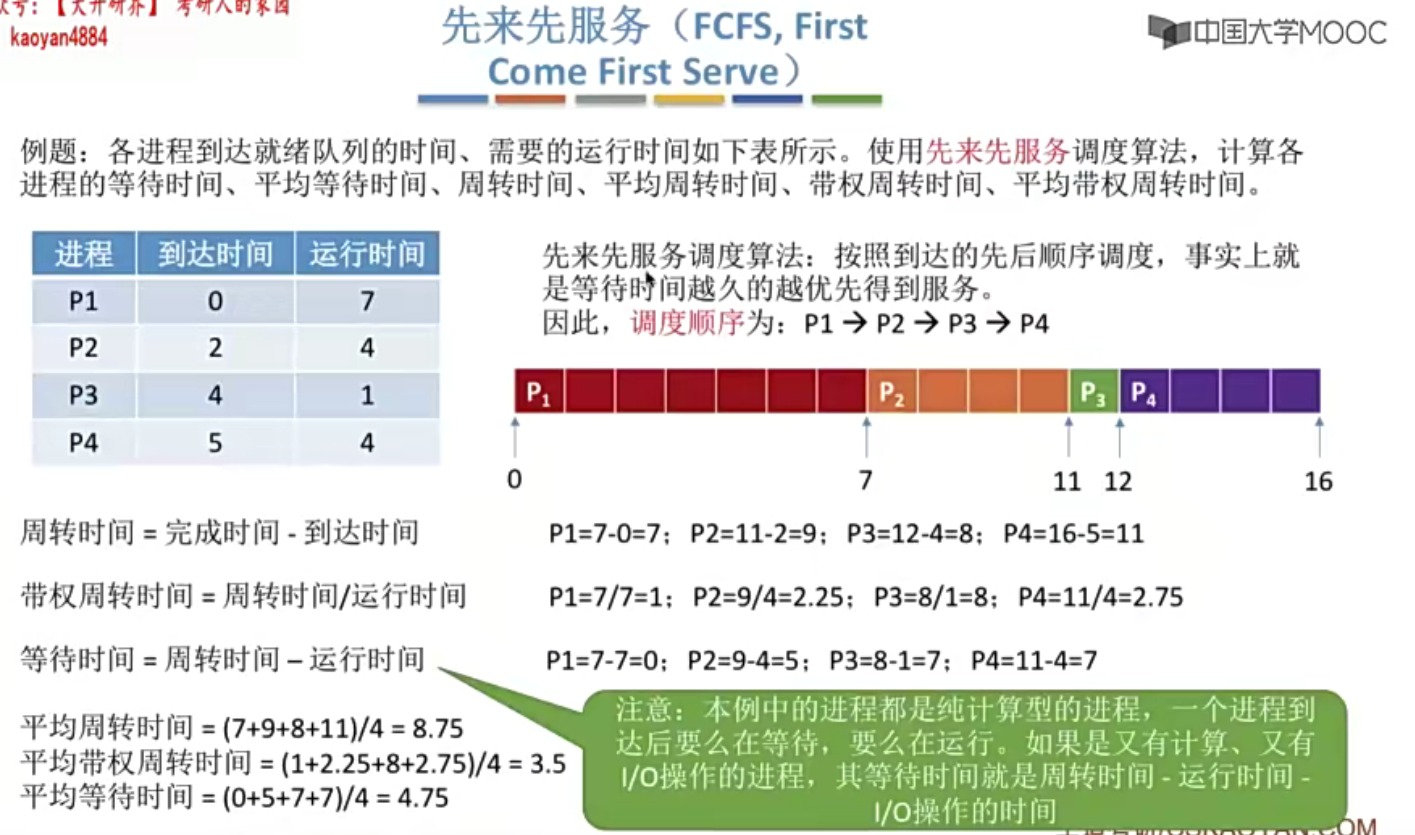 众号：【大开研界】考研人的家园
kaoyan4884
先来先服务（FCFS, First
Come First Serve）
中国大学MOOC
例题：各进程到达就绪队列的时间、需要的运行时间如下表所示。使用先来先服务调度算法，计算各
进程的等待时间、平均等待时间、周转时间、平均周转时间、带权周转时间、平均带权周转时间。
进程 到达时间 运行时间
P1 0 7
P2 2 4
P3 4 1
P4 5 4
先来先服务调度算法：按照到达的先后顺序调度，事实上就
是等待时间越久的越优先得到服务。
因此，调度顺序为：P1 → P2 → P3 → P4
P1 P2 P3 P4
0 7 11 12 16
周转时间 = 完成时间 - 到达时间
P1=7-0=7；P2=11-2=9；P3=12-4=8；P4=16-5=11
带权周转时间 = 周转时间/运行时间
P1=7/7=1；P2=9/4=2.25；P3=8/1=8；P4=11/4=2.75
等待时间 = 周转时间 – 运行时间
P1=7-7=0；P2=9-4=5；P3=8-1=7；P4=11-4=7
平均周转时间 = (7+9+8+11)/4 = 8.75
平均带权周转时间 = (1+2.25+8+2.75)/4 = 3.5
平均等待时间 = (0+5+7+7)/4 = 4.75
注意：本例中的进程都是纯计算型的进程，一个进程到
达后要么在等待，要么在运行。如果是又有计算、又有
I/O操作的进程，其等待时间就是周转时间 - 运行时间 -
I/O操作的时间